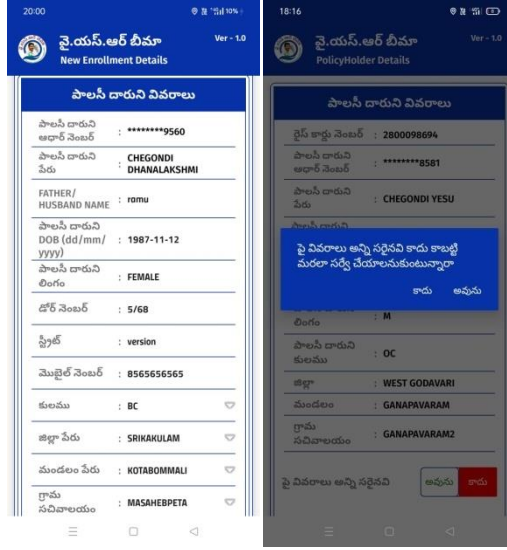 20:00
10%
వై.యస్.ఆర్ బీమా
Ver - 1.0
New Enrollment Details
పాలసీ దారుని వివరాలు
పాలసీ దారుని
ఆధార్ నెంబర్ : ********9560
పాలసీ దారుని
పేరు : CHEGONDI
DHANALAKSHMI
FATHER/
HUSBAND NAME : ramu
పాలసీ దారుని
DOB (dd/mm/
yyyy) : 1987-11-12
పాలసీ దారుని
లింగం : FEMALE
డోర్ నెంబర్ : 5/68
స్ట్రీట్ : version
మొబైల్ నెంబర్ : 8565656565
కులము : BC
జిల్లా పేరు : SRIKAKULAM
మండలం పేరు : KOTABOMMALI
గ్రామ
సచివాలయం : MASAHEBPETA
18:16
వై.యస్.ఆర్ బీమా
Ver - 1.0
PolicyHolder Details
పాలసీ దారుని వివరాలు
రైస్ కార్డు నెంబర్ : 2800098694
పాలసీ దారుని
ఆధార్ నెంబర్ : ********8581
పాలసీ దారుని
పేరు : CHEGONDI YESU
పాలసీ దారుని
పై వివరాలు అన్ని సరైనవి కాదు కాబట్టి
మరలా సర్వే చేయాలనుకుంటున్నారా
కాదు అవును
లింగం : M
పాలసీ దారుని
కులము : OC
జిల్లా : WEST GODAVARI
మండలం : GANAPAVARAM
గ్రామ
సచివాలయం : GANAPAVARAM2
పై వివరాలు అన్ని సరైనవి అవును కాదు